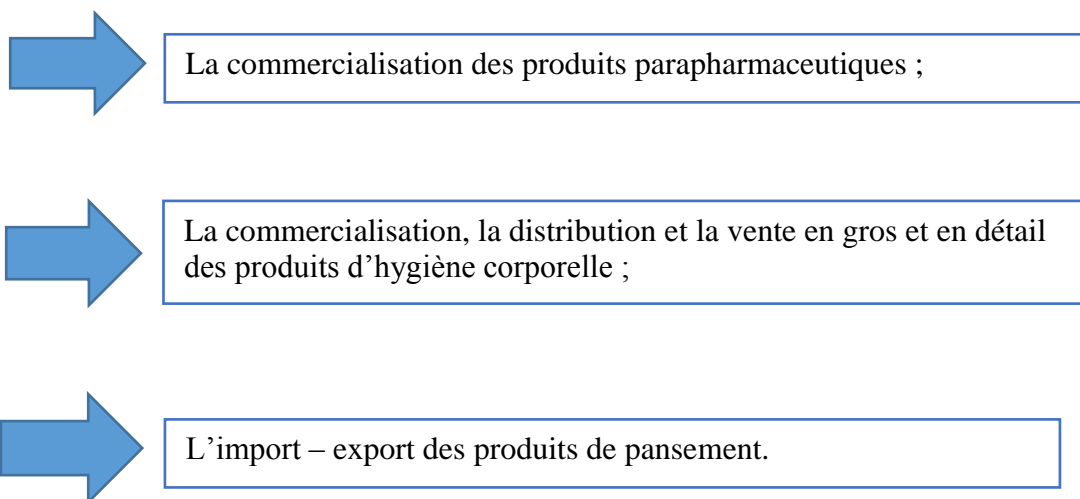 La commercialisation des produits parapharmaceutiques ;
La commercialisation, la distribution et la vente en gros et en détail
des produits d’hygiène corporelle ;
L’import – export des produits de pansement.